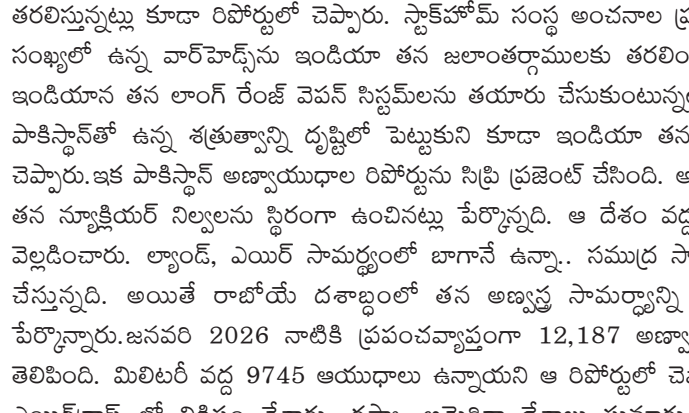 తరలిస్తున్నట్లు కూడా రిపోర్టులో చెప్పారు. స్టాక్‌హోమ్ సంస్థ అంచనాల
సంఖ్యలో ఉన్న వార్‌హెడ్స్‌ను ఇండియా తన జలాంతర్గాములకు
ఇండియాన తన లాంగ్ రేంజ్ వెపన్ సిస్టమ్‌లను తయారు
పాకిస్థాన్‌తో ఉన్న శత్రుత్వాన్ని దృష్టిలో పెట్టుకుని కూడా ఇండియా తన
చెప్పారు.ఇక పాకిస్థాన్ అణ్వాయుధాల రిపోర్టును సిప్రి ప్రజెంట్ చేసింది.
తన న్యూక్లియర్ నిల్వలను స్థిరంగా ఉంచినట్లు పేర్కొన్నది. ఆ దేశం
వెల్లడించారు. ల్యాండ్, ఎయిర్ సామర్థ్యంలో బాగానే ఉన్నా.. సముద్ర
చేస్తున్నది. అయితే రాబోయే దశాబ్ధంలో తన అణ్వస్త్ర సామర్ధ్యాన్ని
పేర్కొన్నారు.జనవరి 2026 నాటికి ప్రపంచవ్యాప్తంగా 12,187
తెలిపింది. మిలిటరీ వద్ద 9745 ఆయుధాలు ఉన్నాయని ఆ రిపోర్టులో